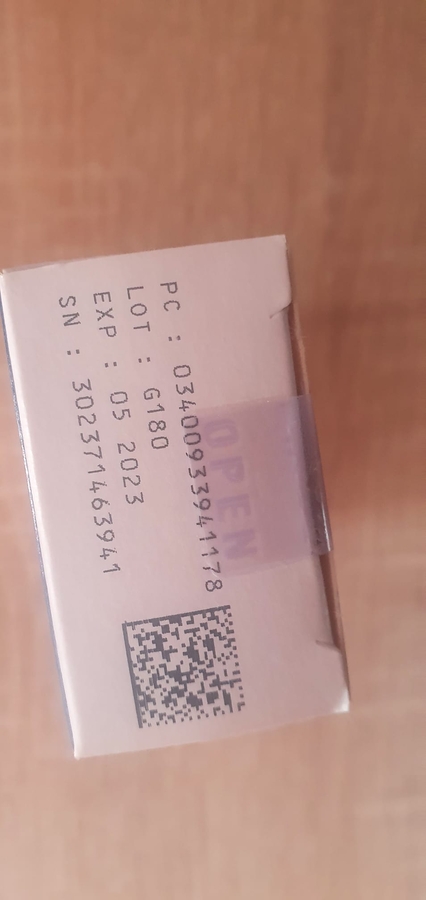 PC : 03400933941178
LOT : G180
EXP : 05 2023
SN : 302371463941
OPEN